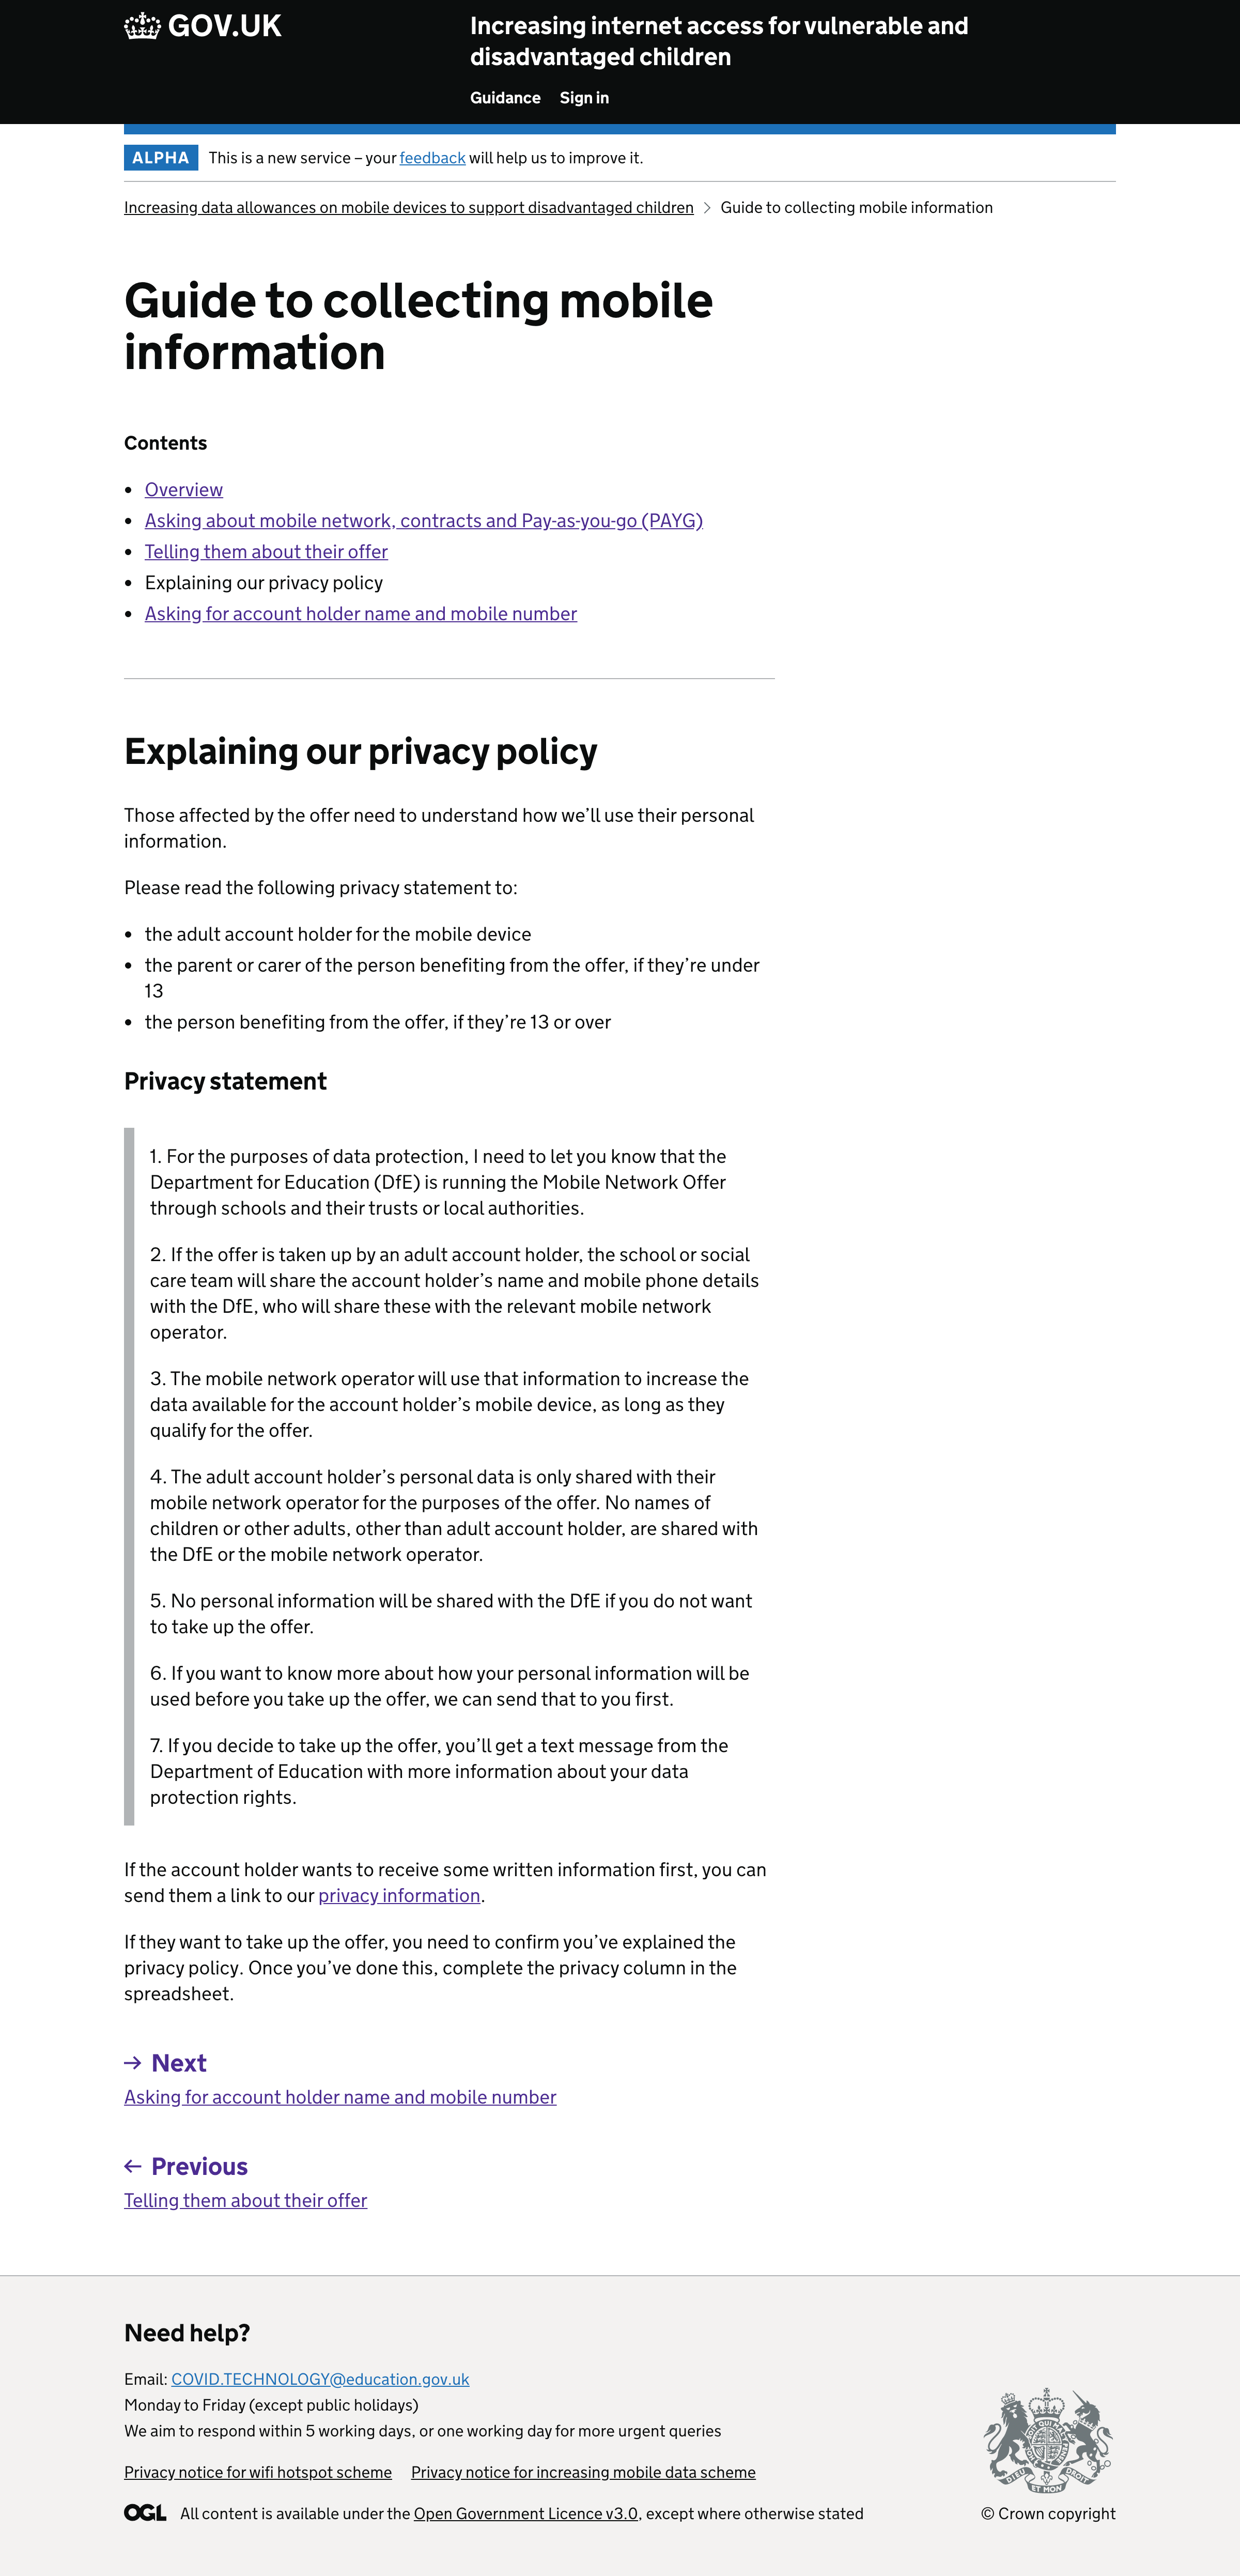 GOV.UK
Increasing internet access for vulnerable and
disadvantaged children
Guidance Sign in
ALPHA This is a new service – your feedback will help us to improve it.
Increasing data allowances on mobile devices to support disadvantaged children > Guide to collecting mobile information
Guide to collecting mobile
information
Contents
• Overview
• Asking about mobile network, contracts and Pay-as-you-go (PAYG)
• Telling them about their offer
• Explaining our privacy policy
• Asking for account holder name and mobile number
Explaining our privacy policy
Those affected by the offer need to understand how we’ll use their personal
information.
Please read the following privacy statement to:
• the adult account holder for the mobile device
• the parent or carer of the person benefiting from the offer, if they’re under
13
• the person benefiting from the offer, if they’re 13 or over
Privacy statement
1. For the purposes of data protection, I need to let you know that the
Department for Education (DfE) is running the Mobile Network Offer
through schools and their trusts or local authorities.
2. If the offer is taken up by an adult account holder, the school or social
care team will share the account holder’s name and mobile phone details
with the DfE, who will share these with the relevant mobile network
operator.
3. The mobile network operator will use that information to increase the
data available for the account holder’s mobile device, as long as they
qualify for the offer.
4. The adult account holder’s personal data is only shared with their
mobile network operator for the purposes of the offer. No names of
children or other adults, other than adult account holder, are shared with
the DfE or the mobile network operator.
5. No personal information will be shared with the DfE if you do not want
to take up the offer.
6. If you want to know more about how your personal information will be
used before you take up the offer, we can send that to you first.
7. If you decide to take up the offer, you’ll get a text message from the
Department of Education with more information about your data
protection rights.
If the account holder wants to receive some written information first, you can
send them a link to our privacy information.
If they want to take up the offer, you need to confirm you’ve explained the
privacy policy. Once you’ve done this, complete the privacy column in the
spreadsheet.
→ Next
Asking for account holder name and mobile number
← Previous
Telling them about their offer
Need help?
Email: COVID.TECHNOLOGY@education.gov.uk
Monday to Friday (except public holidays)
We aim to respond within 5 working days, or one working day for more urgent queries
Privacy notice for wifi hotspot scheme Privacy notice for increasing mobile data scheme
OGL All content is available under the Open Government Licence v3.0, except where otherwise stated
DIEU ET MON DROIT
© Crown copyright